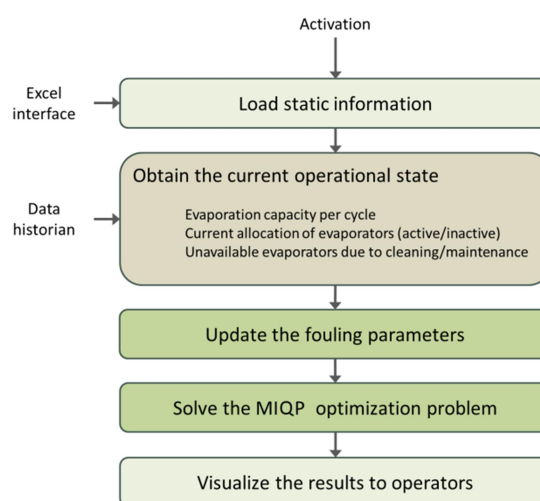 Activation
Excel
interface
Load static information
Obtain the current operational state
Data
historian
Evaporation capacity per cycle
Current allocation of evaporators (active/inactive)
Unavailable evaporators due to cleaning/maintenance
Update the fouling parameters
Solve the MIQP optimization problem
Visualize the results to operators